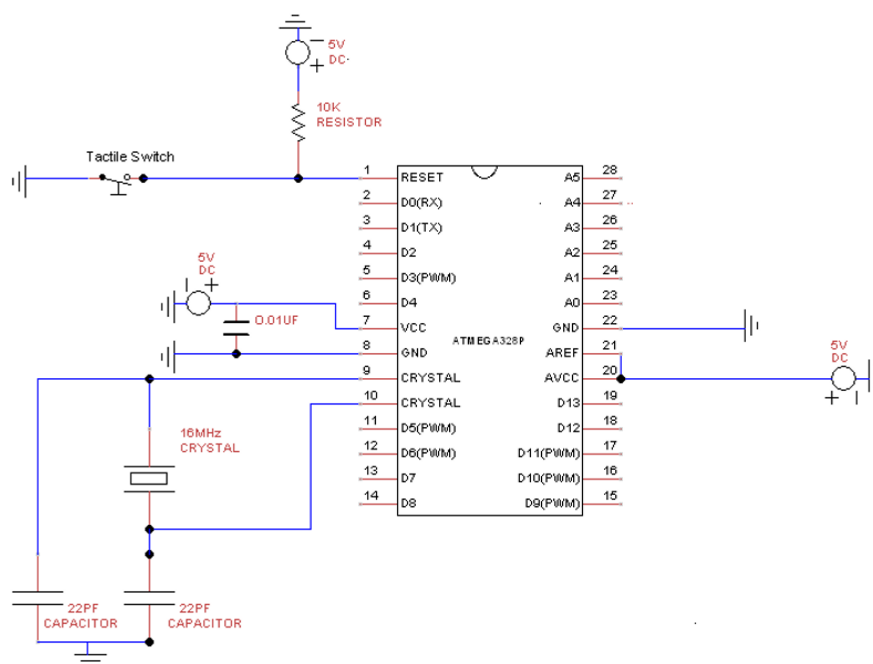 5V
DC
10K
RESISTOR
Tactile Switch
1 RESET A5 28
2 D0(RX) A4 27
3 D1(TX) A3 26
4 D2 A2 25
5V
DC
5 D3(PWM) A1 24
6 D4 A0 23
0.01UF
7 VCC GND 22
ATMEGA328P
8 GND AREF 21
5V
DC
9 CRYSTAL AVCC 20
10 CRYSTAL D13 19
16MHz
CRYSTAL
11 D5(PWM) D12 18
12 D6(PWM) D11(PWM) 17
13 D7 D10(PWM) 16
14 D8 D9(PWM) 15
22PF
CAPACITOR
22PF
CAPACITOR